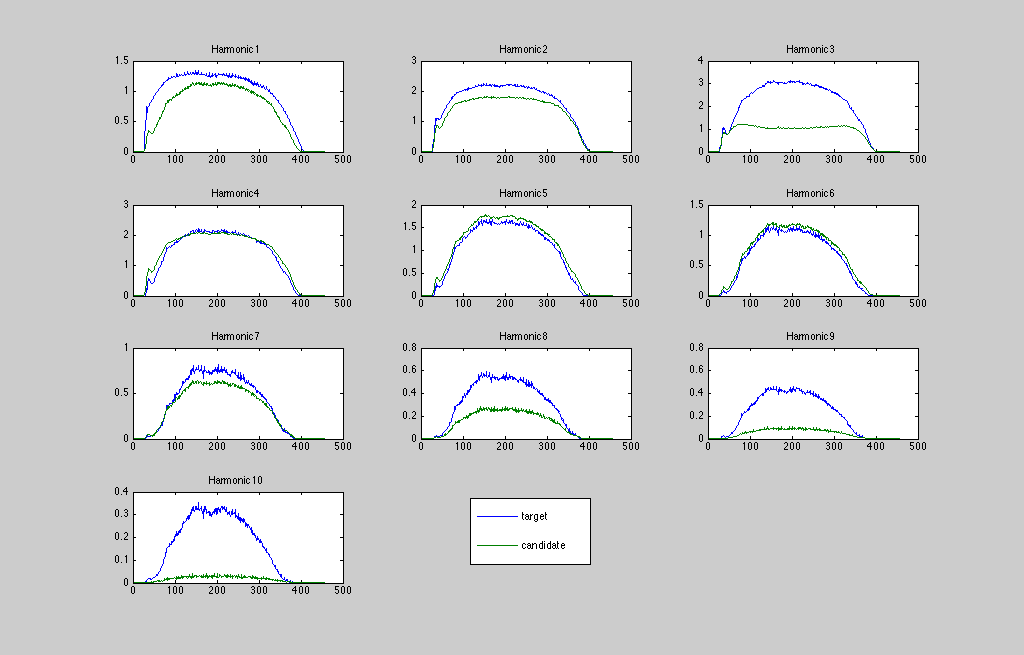 Harmonic1 Harmonic2 Harmonic3
1.5 3 4
3
1 2
2
0.5 1
1
0 0 0
0 100 200 300 400 500 0 100 200 300 400 500 0 100 200 300 400 500
Harmonic4 Harmonic5 Harmonic6
3 2 1.5
1.5
2 1
1
1 0.5
0.5
0 0 0
0 100 200 300 400 500 0 100 200 300 400 500 0 100 200 300 400 500
Harmonic7 Harmonic8 Harmonic9
1 0.8 0.8
0.6 0.6
0.5 0.4 0.4
0.2 0.2
0 0 0
0 100 200 300 400 500 0 100 200 300 400 500 0 100 200 300 400 500
Harmonic10
0.4
0.3
0.2
0.1
0
0 100 200 300 400 500
target
candidate